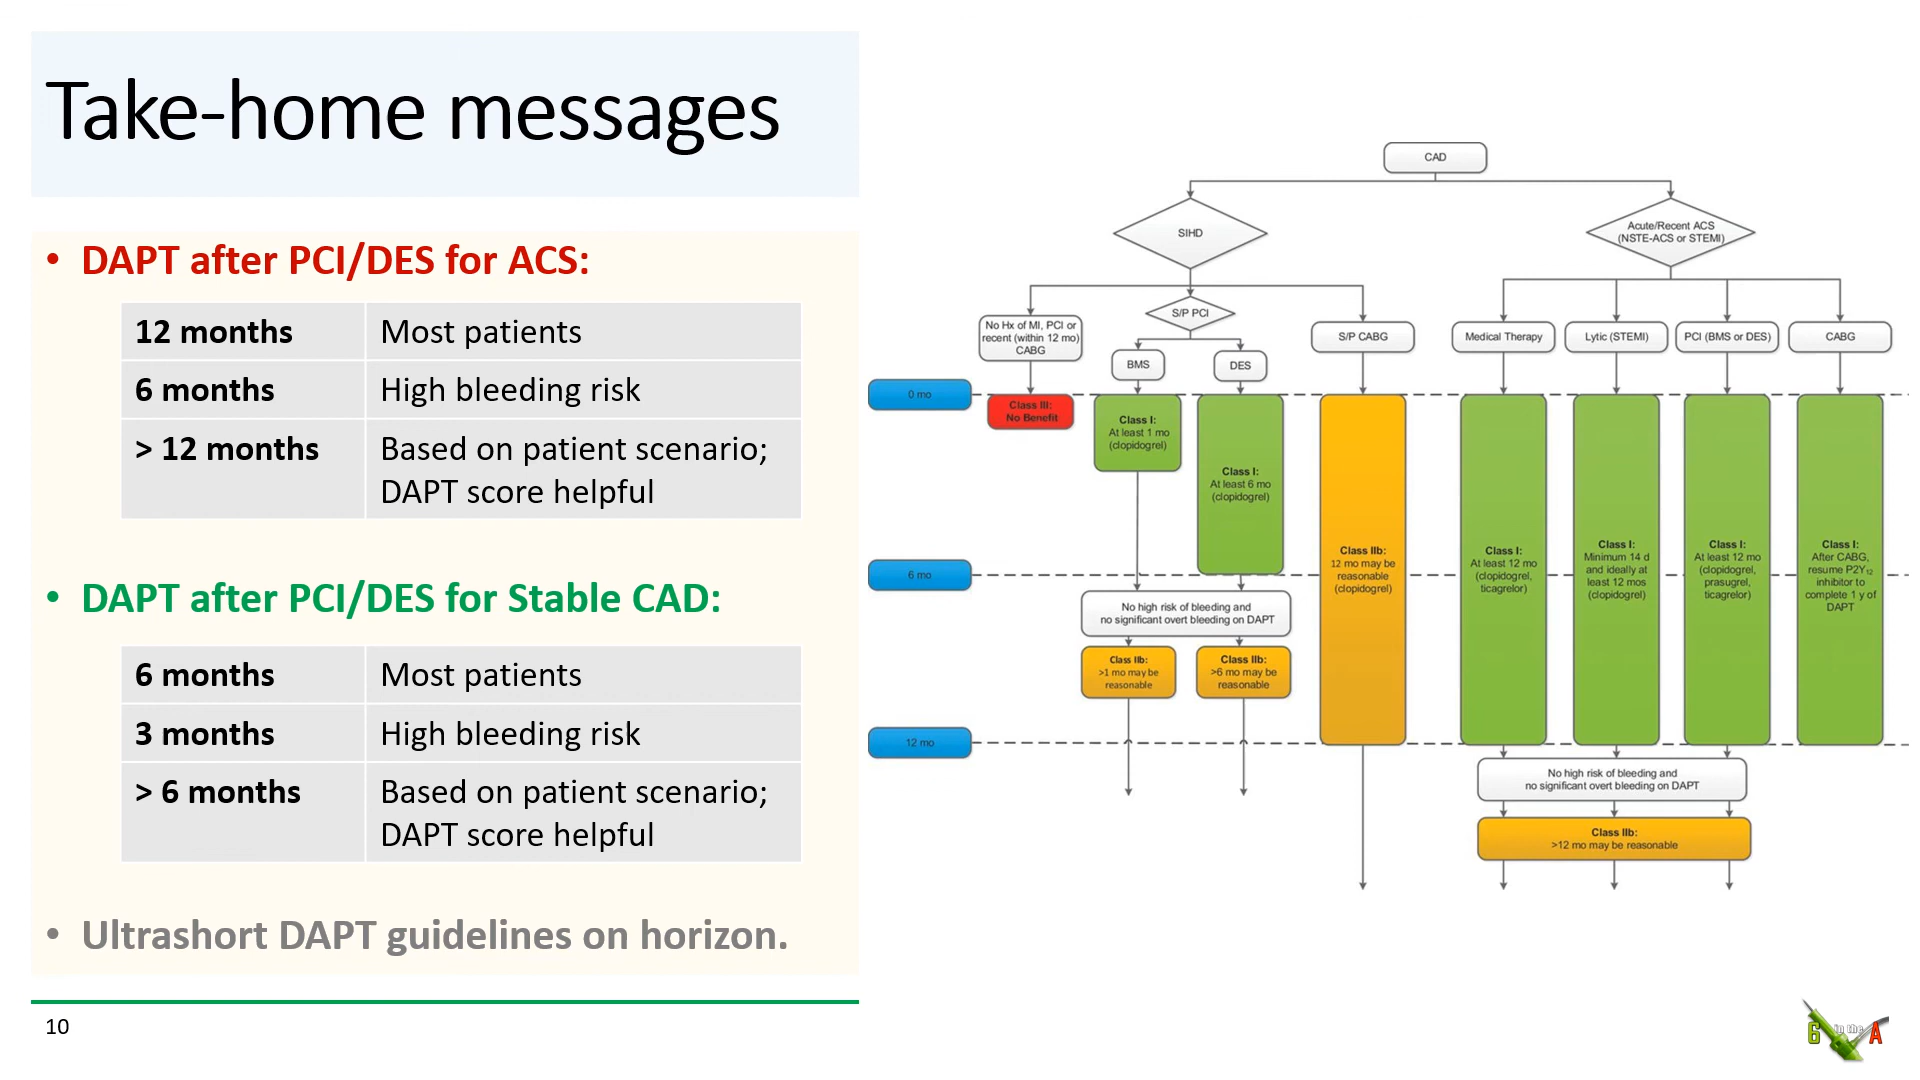 Take-home messages
• DAPT after PCI/DES for ACS:
12 months Most patients
6 months High bleeding risk
> 12 months Based on patient scenario;
DAPT score helpful
• DAPT after PCI/DES for Stable CAD:
6 months Most patients
3 months High bleeding risk
> 6 months Based on patient scenario;
DAPT score helpful
• Ultrashort DAPT guidelines on horizon.
10
CAD
SIHD
Acute/Recent ACS
(NSTE-ACS or STEMI)
No Hx of MI, PCI or
recent (within 12 mo)
CABG
S/P PCI
BMS
DES
S/P CABG
Medical Therapy
Lytic (STEMI)
PCI (BMS or DES)
CABG
0 mo
Class III:
No Benefit
Class I:
At least 1 mo
(clopidogrel)
Class I:
At least 6 mo
(clopidogrel)
Class IIb:
12 mo may be
reasonable
(clopidogrel)
Class I:
At least 12 mo
(clopidogrel,
ticagrelor)
Class I:
Minimum 14 d
and ideally at
least 12 mos
(clopidogrel)
Class I:
At least 12 mo
(clopidogrel,
prasugrel,
ticagrelor)
Class I:
After CABG,
resume P2Y₁₂
inhibitor to
complete 1 y of
DAPT
6 mo
No high risk of bleeding and
no significant overt bleeding on DAPT
Class IIb:
>1 mo may be
reasonable
Class IIb:
>6 mo may be
reasonable
12 mo
No high risk of bleeding and
no significant overt bleeding on DAPT
Class IIb:
>12 mo may be reasonable
6 in the A